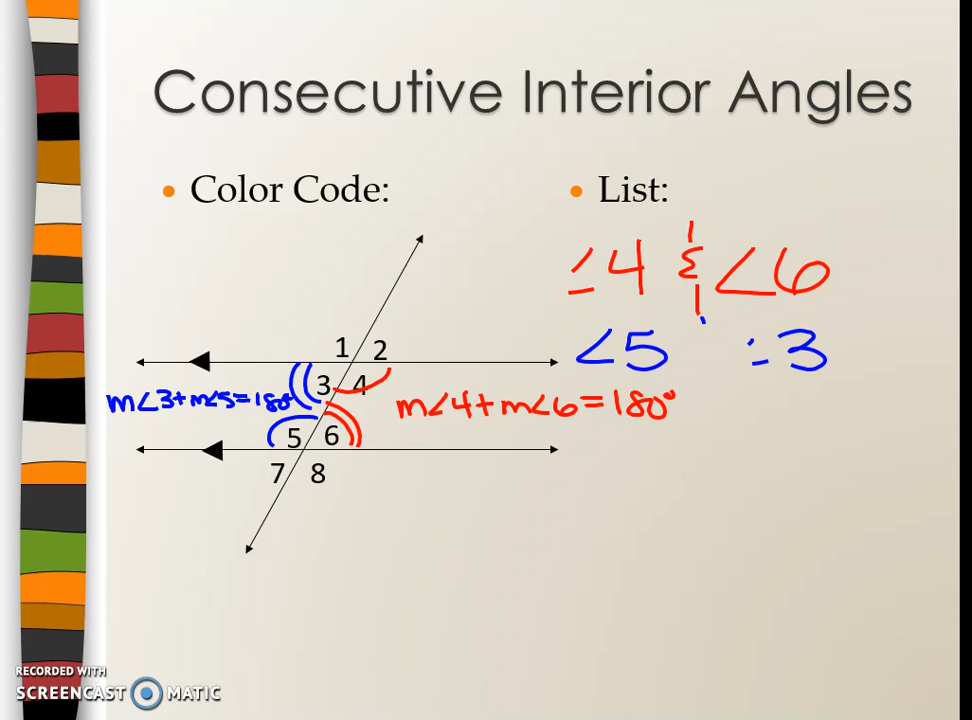 Consecutive Interior Angles
• Color Code:
• List:
∠4 & ∠6
∠5 : 3
1 2
3 4
m∠3+m∠5=180°
m∠4+m∠6=180°
5 6
7 8
RECORDED WITH
SCREENCAST MATIC